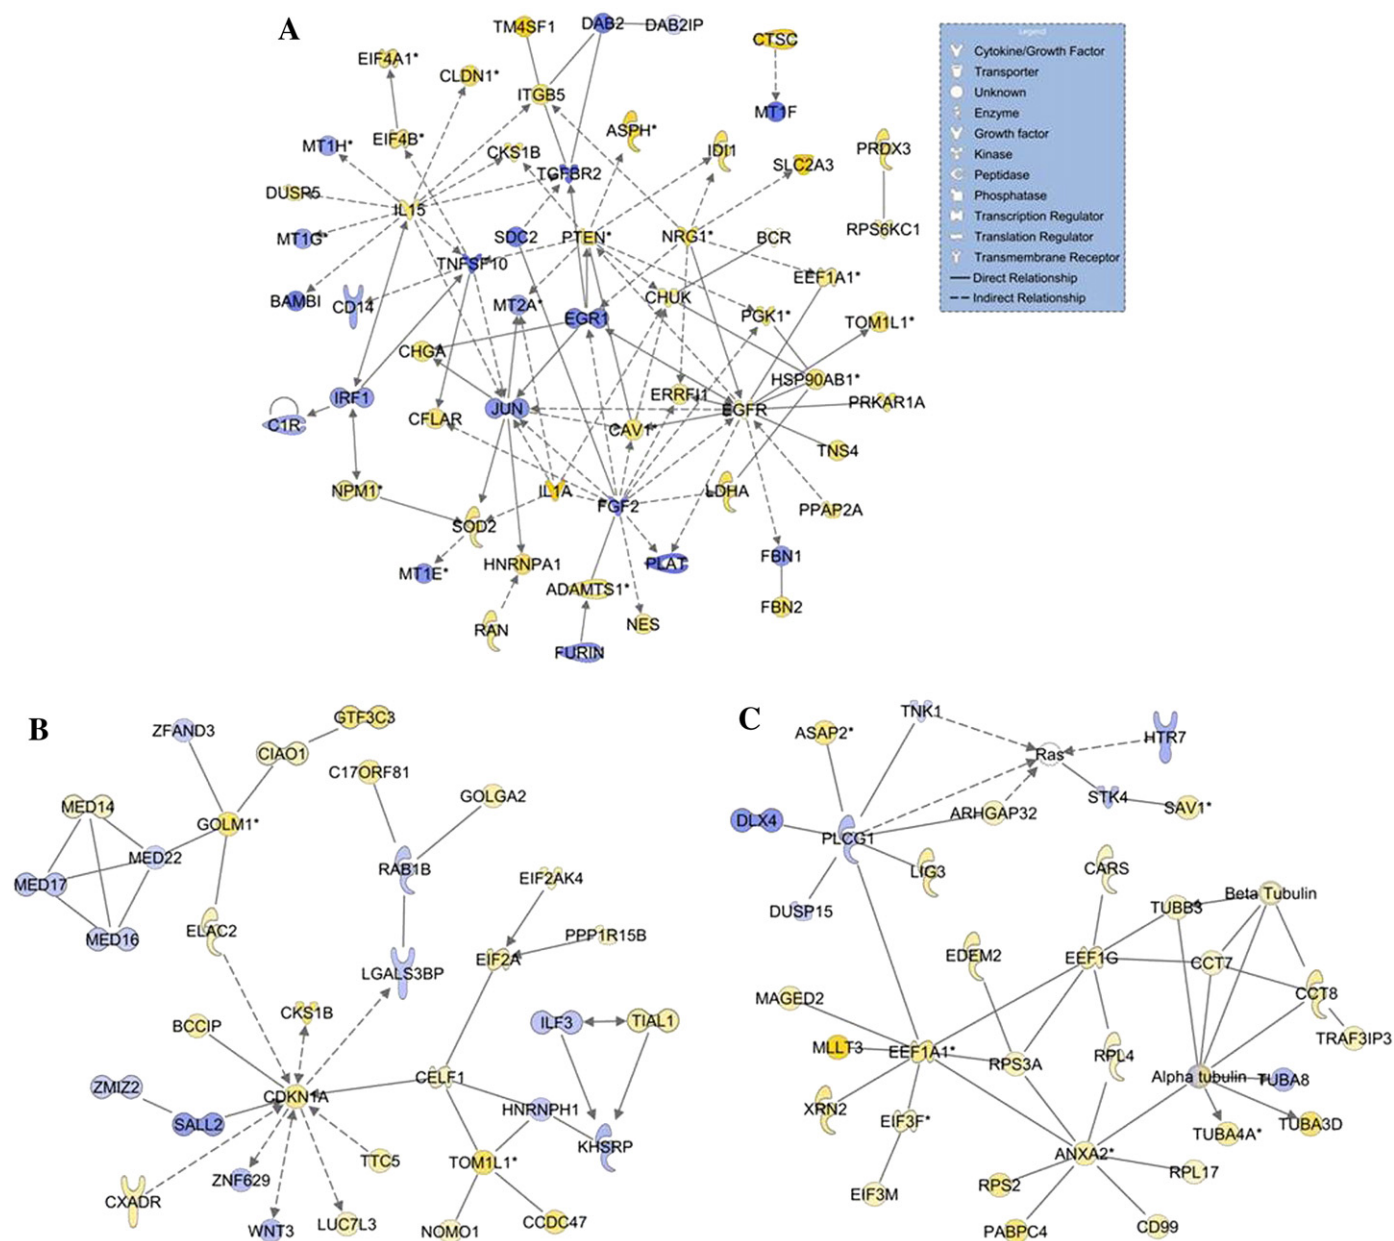 A
TM4SF1
DAB2
DAB2IP
CTSC
EIF4A1*
CLDN1*
ITGB5
MT1F
ASPH*
EIF4B*
MT1H*
CKS1B
IDI1
PRDX3
SLC2A3
TGFBR2
DUSP5
IL15
RPS6KC1
MT1G*
SDC2
PTEN*
NRG1*
BCR
TNFSF10
EEF1A1*
BAMBI
CD14
MT2A*
CHUK
EGR1
PGK1*
TOM1L1*
CHGA
HSP90AB1*
IRF1
ERRFI1
C1R
JUN
EGFR
PRKAR1A
CFLAR
CAV1*
TNS4
NPM1*
IL1A
LDHA
FGF2
PPAP2A
SOD2
MT1E*
HNRNPA1
PLAT
FBN1
ADAMTS1*
FBN2
RAN
NES
FURIN
Legend
Cytokine/Growth Factor
Transporter
Unknown
Enzyme
Growth factor
Kinase
Peptidase
Phosphatase
Transcription Regulator
Translation Regulator
Transmembrane Receptor
Direct Relationship
Indirect Relationship
B
ZFAND3
GTF3C3
CIAO1
C17ORF81
MED14
GOLGA2
GOLM1*
MED22
RAB1B
MED17
EIF2AK4
MED16
ELAC2
PPP1R15B
EIF2A
LGALS3BP
CKS1B
BCCIP
ILF3
TIAL1
CELF1
ZMIZ2
CDKN1A
HNRNPH1
SALL2
KHSRP
TTC5
TOM1L1*
ZNF629
CXADR
WNT3
LUC7L3
NOMO1
CCDC47
C
TNK1
ASAP2*
HTR7
Ras
STK4
SAV1*
ARHGAP32
DLX4
PLCG1
LIG3
CARS
DUSP15
Beta Tubulin
TUBB3
EDEM2
EEF1G
CCT7
CCT8
MAGED2
TRAF3IP3
MLLT3
EEF1A1*
RPS3A
RPL4
Alpha tubulin
TUBA8
XRN2
EIF3F*
TUBA4A*
TUBA3D
ANXA2*
RPL17
EIF3M
RPS2
PABPC4
CD99